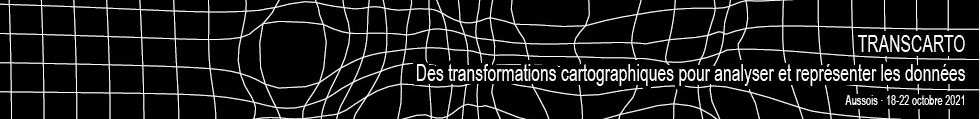 TRANSCARTO
Des transformations cartographiques pour analyser et représenter les données
Aussois - 18-22 octobre 2021